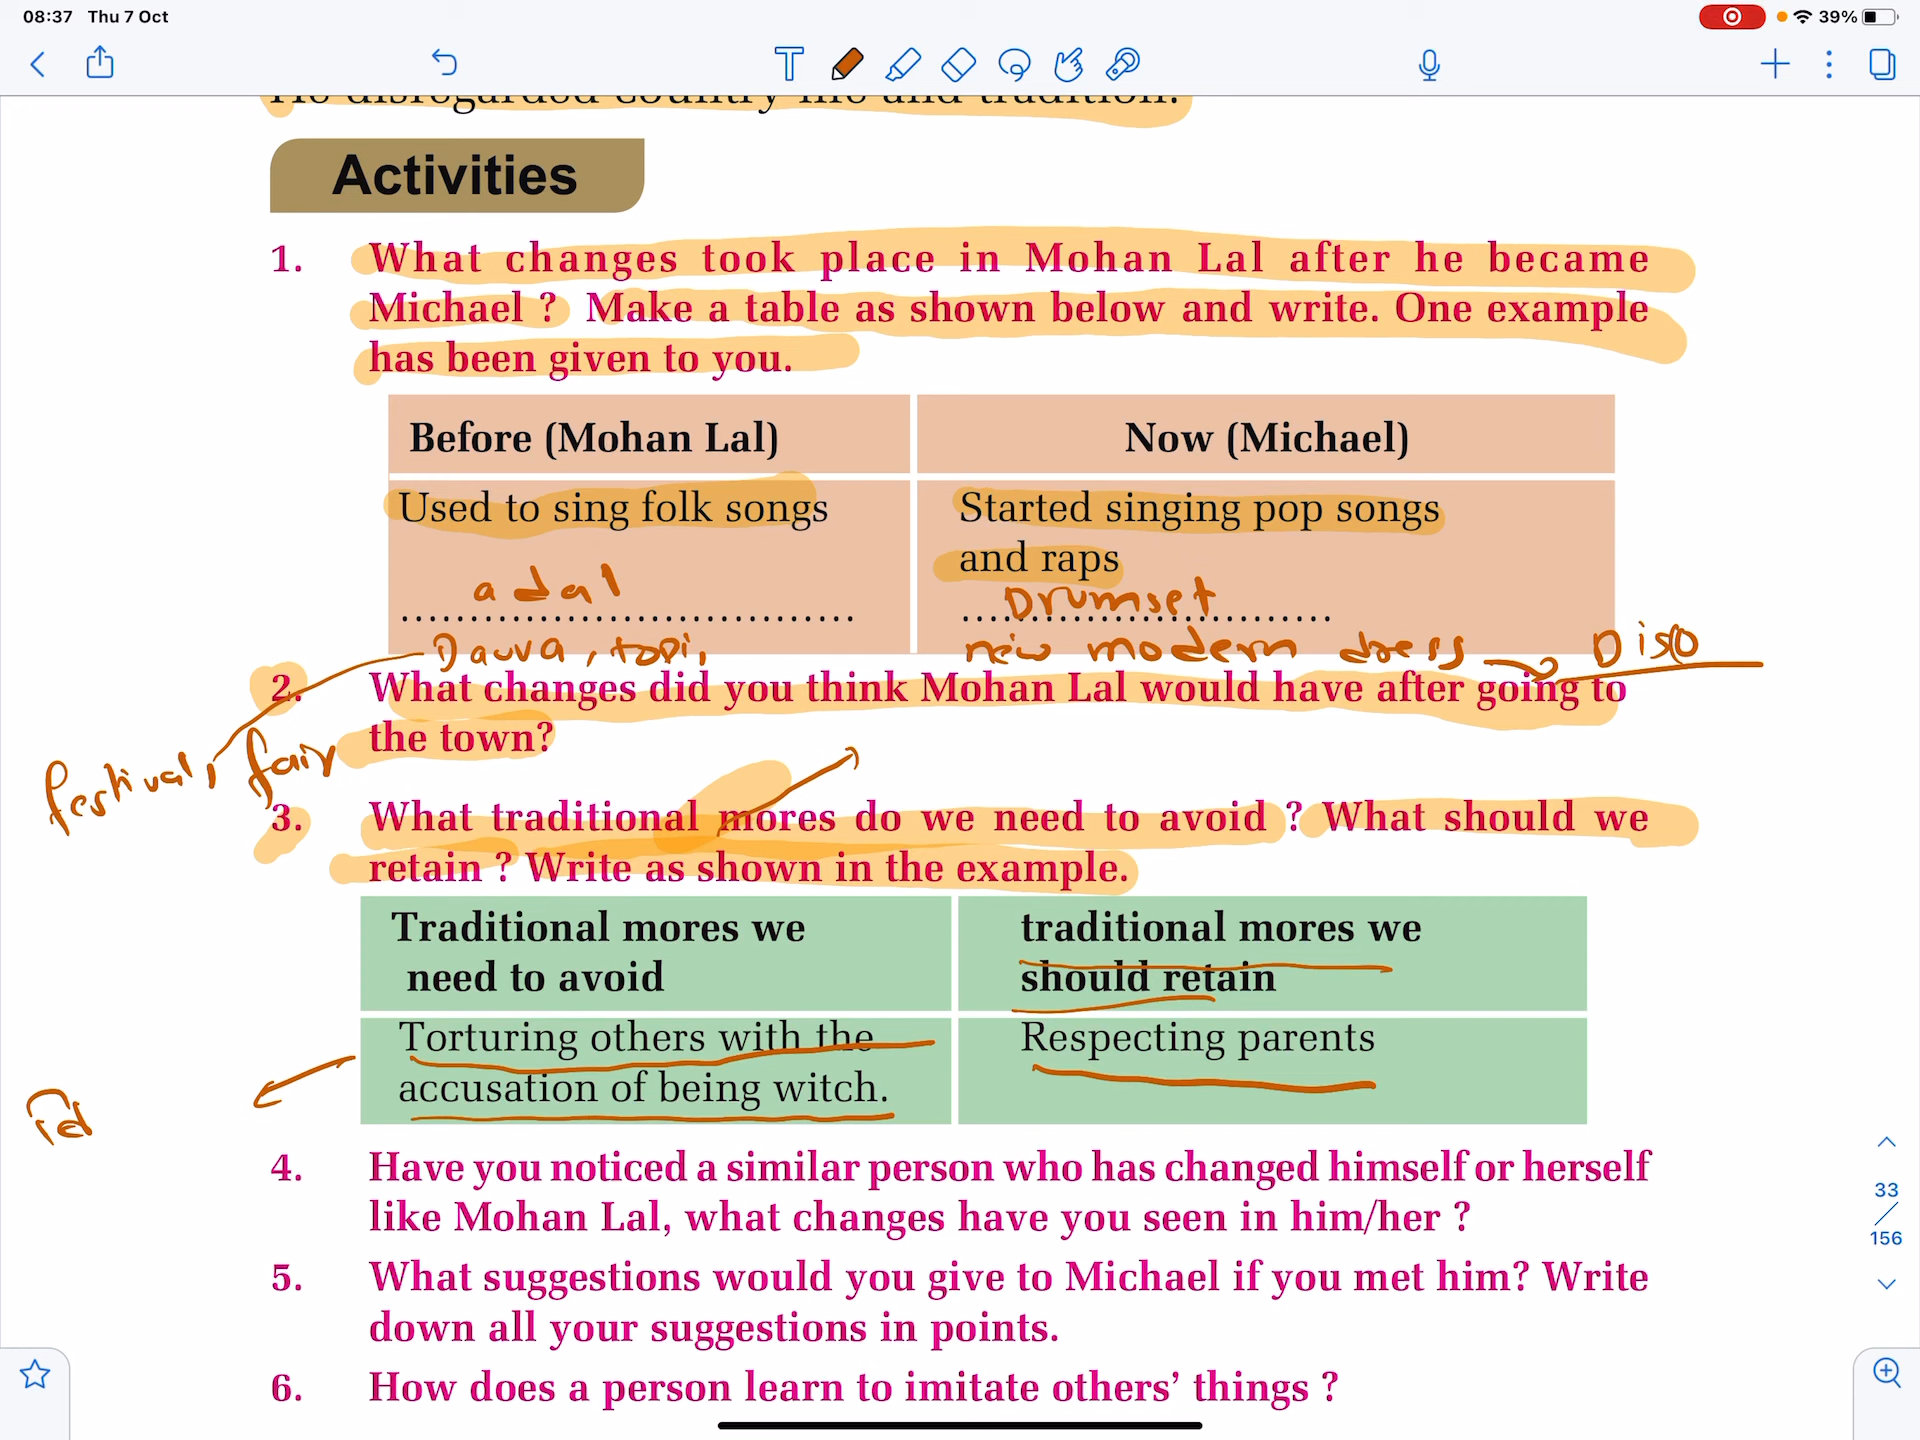 08:37 Thu 7 Oct 39%
He disregarded country life and tradition.
Activities
1. What changes took place in Mohan Lal after he became
Michael ? Make a table as shown below and write. One example
has been given to you.
Before (Mohan Lal) Now (Michael)
Used to sing folk songs Started singing pop songs
and raps
adal Drumset
Dauva, topi, new modern dress Disco
2. What changes did you think Mohan Lal would have after going to
the town?
festival, fair
3. What traditional mores do we need to avoid ? What should we
retain ? Write as shown in the example.
Traditional mores we traditional mores we
need to avoid should retain
Torturing others with the Respecting parents
accusation of being witch.
4. Have you noticed a similar person who has changed himself or herself
like Mohan Lal, what changes have you seen in him/her ?
5. What suggestions would you give to Michael if you met him? Write
down all your suggestions in points.
6. How does a person learn to imitate others’ things ?
33
156